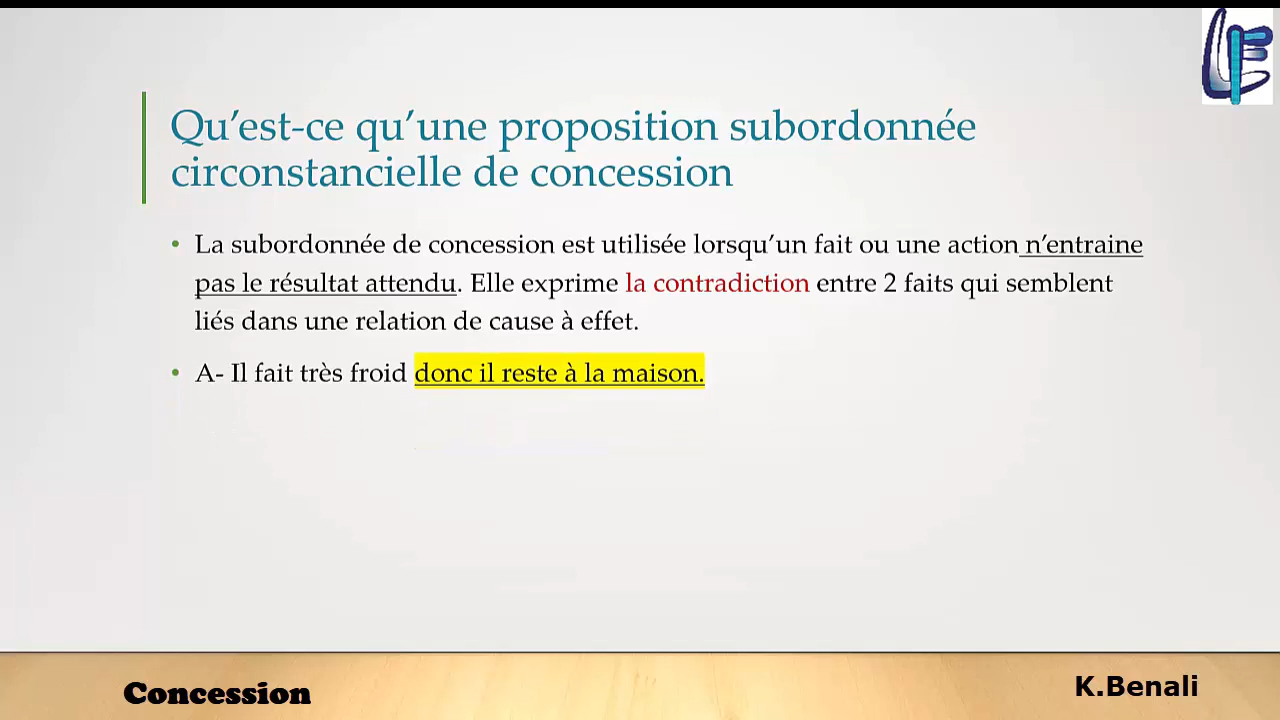 Qu’est-ce qu’une proposition subordonnée
circonstancielle de concession
• La subordonnée de concession est utilisée lorsqu’un fait ou une action n’entraine
pas le résultat attendu. Elle exprime la contradiction entre 2 faits qui semblent
liés dans une relation de cause à effet.
• A- Il fait très froid donc il reste à la maison.
Concession
K.Benali